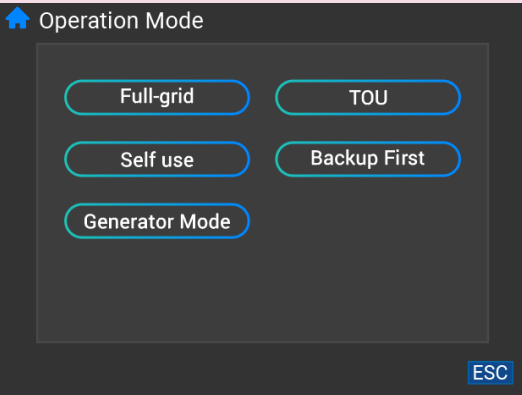 Operation Mode
Full-grid
TOU
Self use
Backup First
Generator Mode
ESC